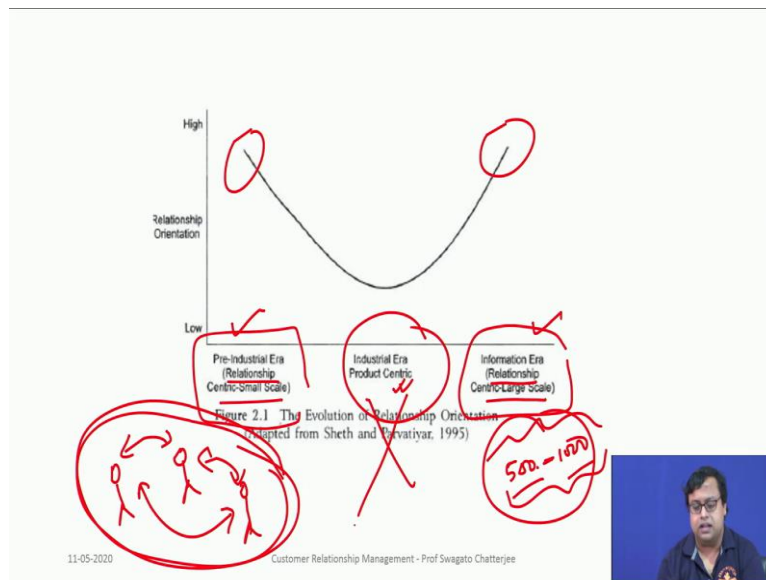 High
Relationship
Orientation
Low
Pre-Industrial Era
(Relationship
Centric-Small Scale)
Industrial Era
Product Centric
Information Era
(Relationship
Centric-Large Scale)
Figure 2.1 The Evolution of Relationship Orientation
(Adapted from Sheth and Parvatiyar, 1995)
500 - 1000
11-05-2020
Customer Relationship Management - Prof Swagato Chatterjee